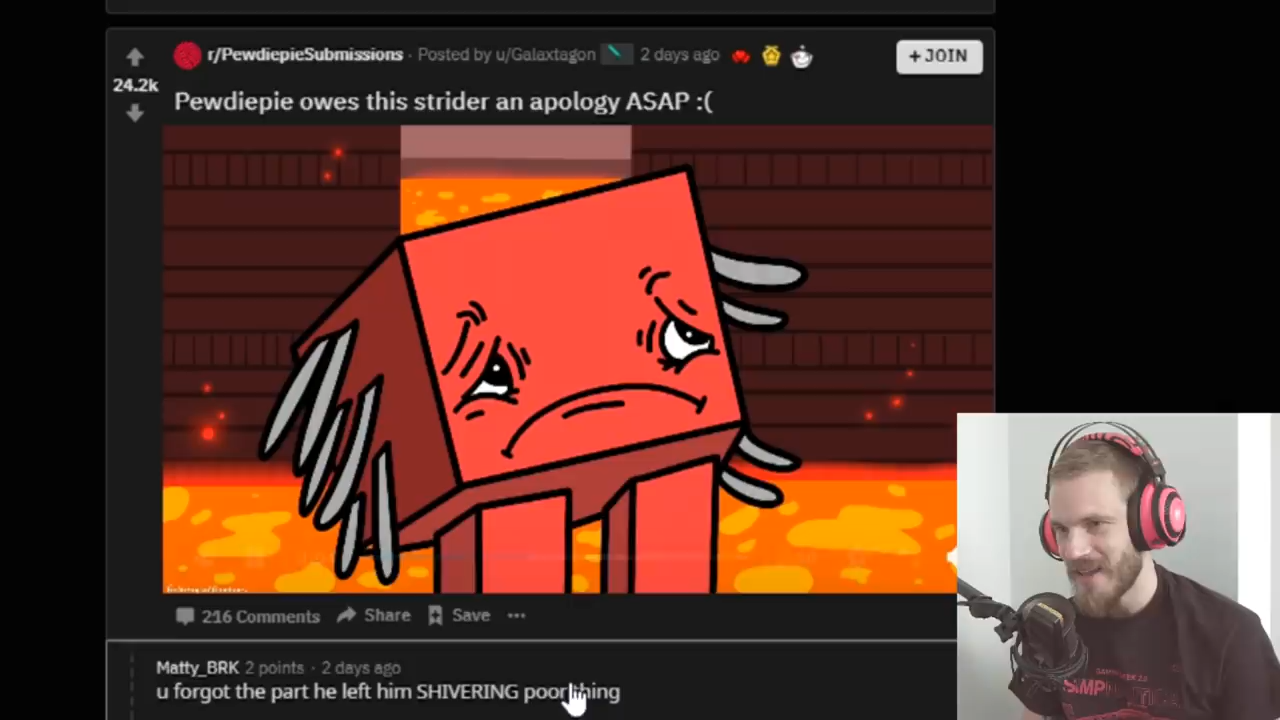 r/PewdiepieSubmissions · Posted by u/Galaxtagon 2 days ago
+ JOIN
24.2k
Pewdiepie owes this strider an apology ASAP :(
216 Comments Share Save ···
Matty_BRK 2 points · 2 days ago
u forgot the part he left him SHIVERING poor thing